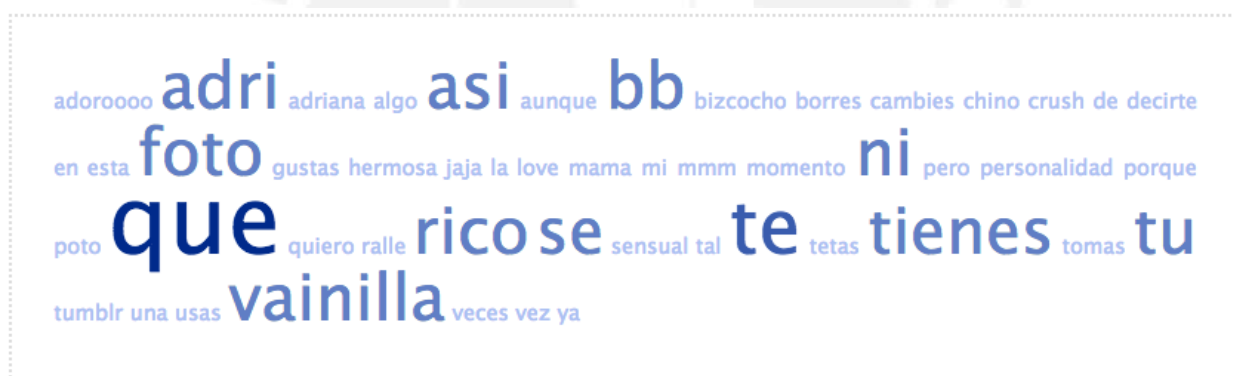 adoroooo adri adriana algo asi aunque bb bizcocho borres cambies chino crush de decirte
en esta foto gustas hermosa jaja la love mama mi mmm momento ni pero personalidad porque
poto que quiero ralle rico se sensual tal te tetas tienes tomas tu
tumblr una usas vainilla veces vez ya